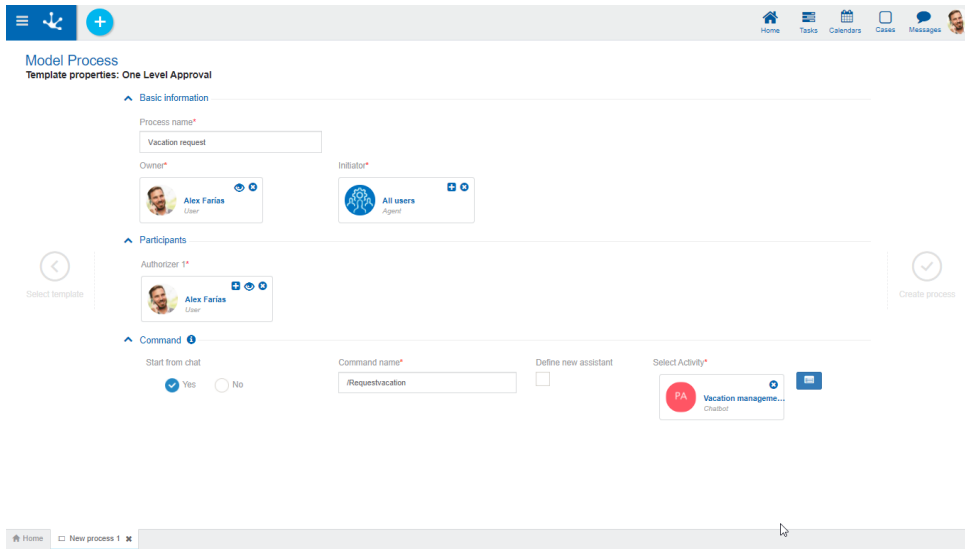 Home
Tasks
Calendars
Cases
Messages
Model Process
Template properties: One Level Approval
Basic information
Process name*
Vacation request
Owner*
Initiator*
Alex Farías
User
All users
Agent
Participants
Authorizer 1*
Alex Farías
User
Select template
Create process
Command
Start from chat
Command name*
Define new assistant
Select Activity*
Yes
No
/Requestvacation
PA
Vacation manageme...
Chatbot
Home
New process 1